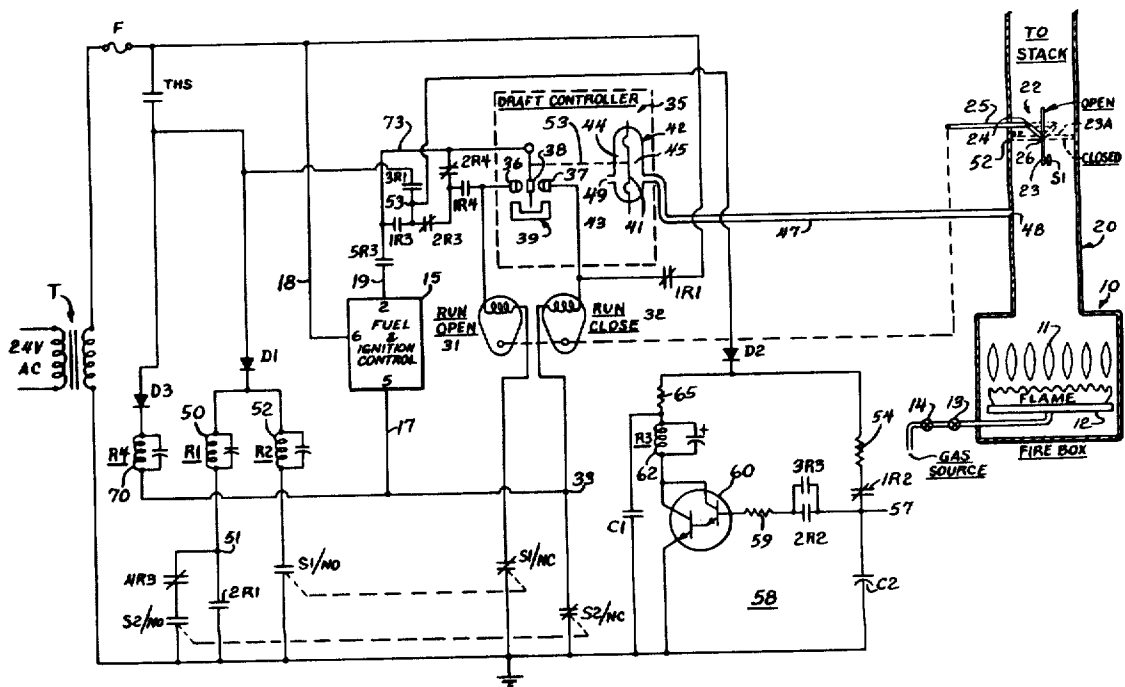 F
TO
STACK
THS
DRAFT CONTROLLER
35
22
OPEN
25
23A
24
52
26
CLOSED
23
S1
73
53
38
44
42
2R4
36
37
45
3R1
53
1R4
49
39
43
41
47
48
20
1R3
2R3
5R3
1R1
18
19
15
10
T
2
6
FUEL
&
IGNITION
CONTROL
5
RUN
OPEN
31
RUN
CLOSE
32
11
24V
AC
D1
D2
D3
50
52
17
65
FLAME
14
13
12
R4
R1
R2
R3
54
GAS
SOURCE
FIRE BOX
70
62
60
3R3
1R2
33
57
C1
59
2R2
51
S1/NO
S1/NC
4R3
2R1
58
C2
S2/NO
S2/NC